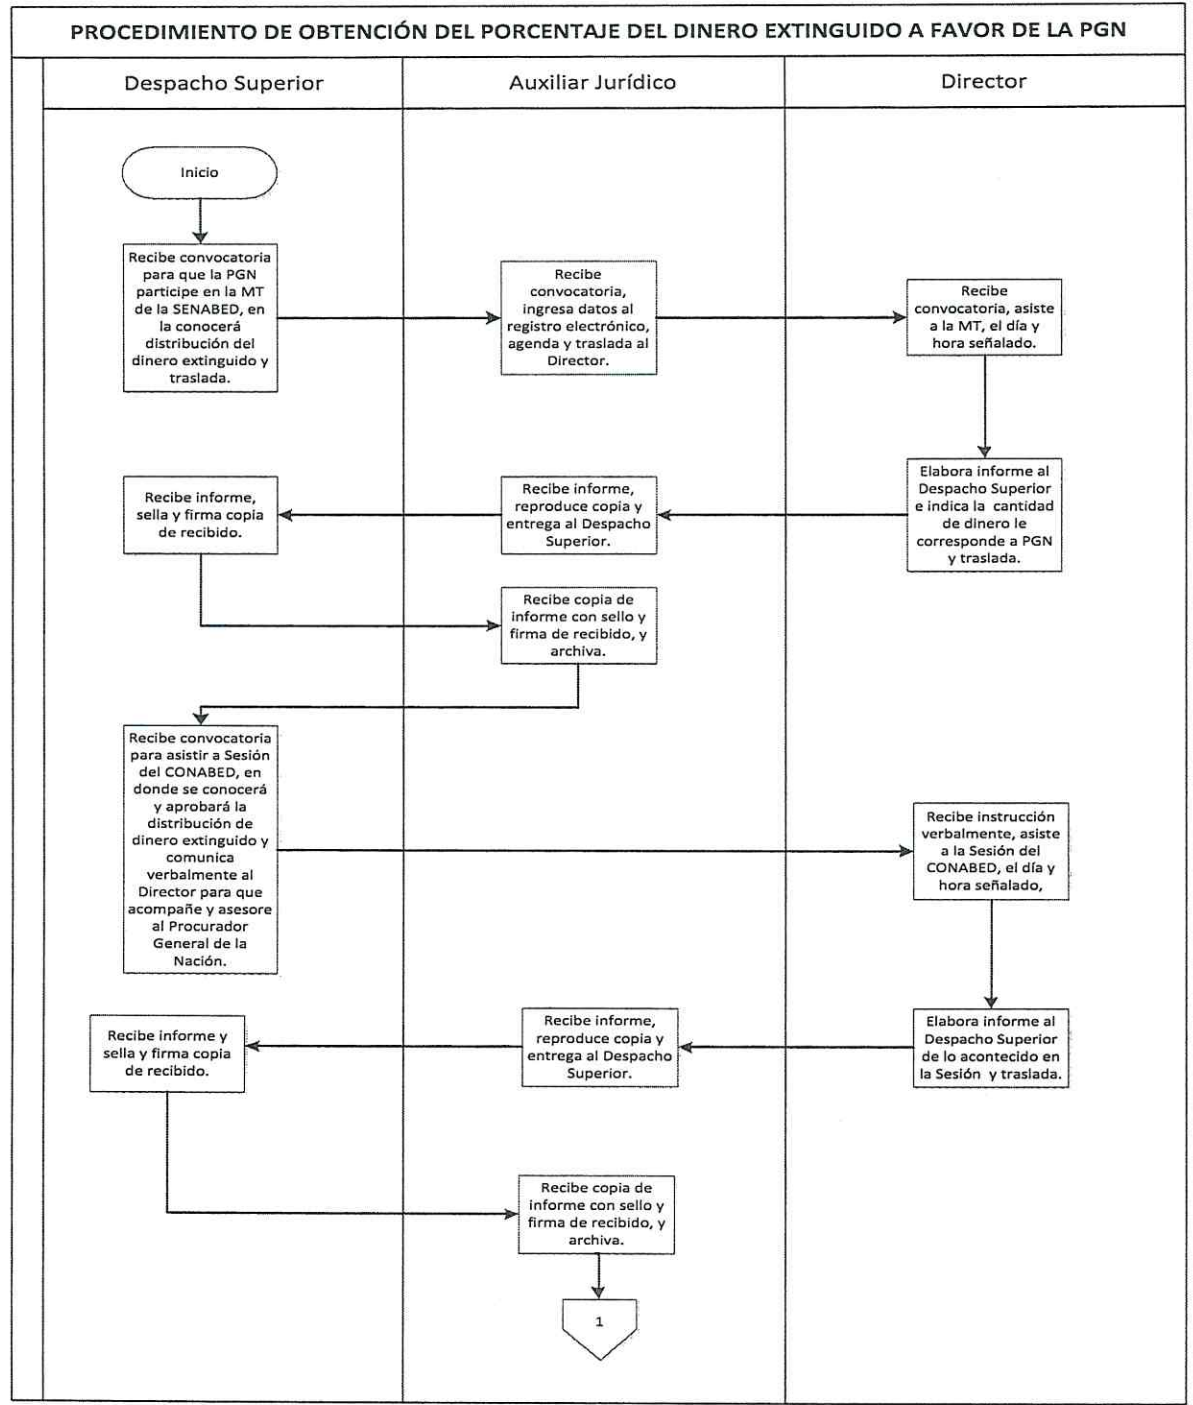 PROCEDIMIENTO DE OBTENCIÓN DEL PORCENTAJE DEL DINERO EXTINGUIDO A FAVOR DE LA PGN
Despacho Superior
Auxiliar Jurídico
Director
Inicio
Recibe convocatoria
para que la PGN
participe en la MT
de la SENABED, en
la conocerá
distribución del
dinero extinguido y
traslada.
Recibe
convocatoria,
ingresa datos al
registro electrónico,
agenda y traslada al
Director.
Recibe
convocatoria, asiste
a la MT, el día y
hora señalado.
Elabora informe al
Despacho Superior
e indica la cantidad
de dinero le
corresponde a PGN
y traslada.
Recibe informe,
reproduce copia y
entrega al Despacho
Superior.
Recibe informe,
sella y firma copia
de recibido.
Recibe copia de
informe con sello y
firma de recibido, y
archiva.
Recibe convocatoria
para asistir a Sesión
del CONABED, en
donde se conocerá
y aprobará la
distribución de
dinero extinguido y
comunica
verbalmente al
Director para que
acompañe y asesore
al Procurador
General de la
Nación.
Recibe instrucción
verbalmente, asiste
a la Sesión del
CONABED, el día y
hora señalado,
Elabora informe al
Despacho Superior
de lo acontecido en
la Sesión y traslada.
Recibe informe,
reproduce copia y
entrega al Despacho
Superior.
Recibe informe y
sella y firma copia
de recibido.
Recibe copia de
informe con sello y
firma de recibido, y
archiva.
1